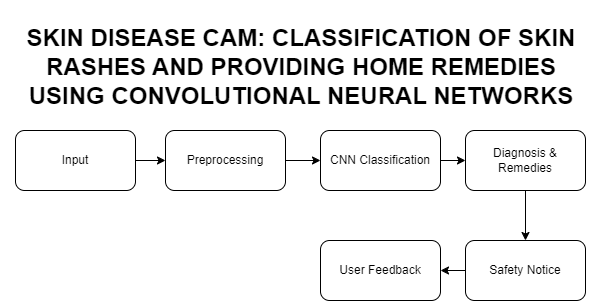 SKIN DISEASE CAM: CLASSIFICATION OF SKIN
RASHES AND PROVIDING HOME REMEDIES
USING CONVOLUTIONAL NEURAL NETWORKS
Input
Preprocessing
CNN Classification
Diagnosis &
Remedies
Safety Notice
User Feedback